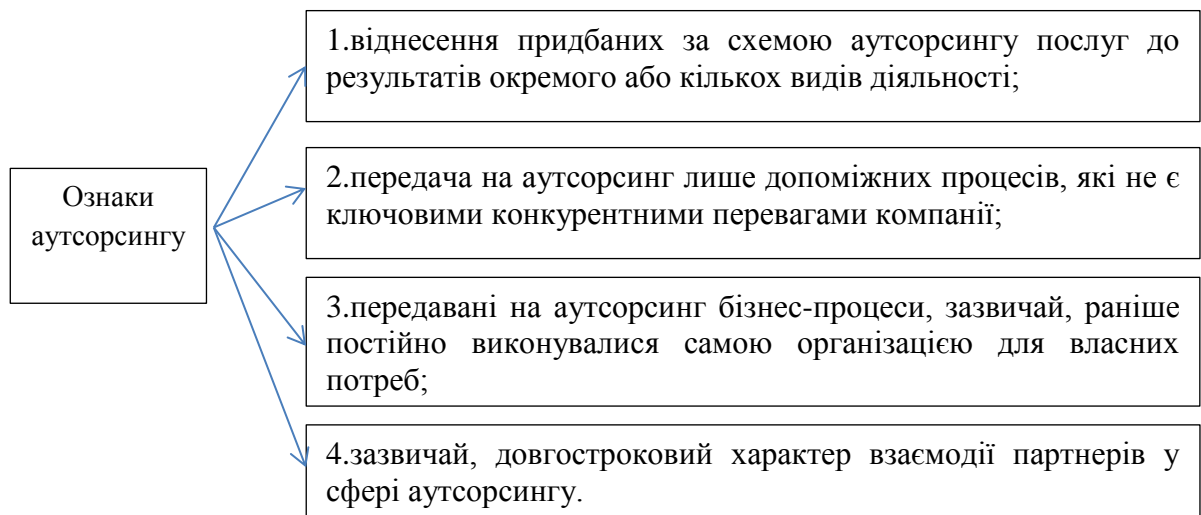 1.віднесення придбаних за схемою аутсорсингу послуг до
результатів окремого або кількох видів діяльності;
Ознаки
аутсорсингу
2.передача на аутсорсинг лише допоміжних процесів, які не є
ключовими конкурентними перевагами компанії;
3.передавані на аутсорсинг бізнес-процеси, зазвичай, раніше
постійно виконувалися самою організацією для власних
потреб;
4.зазвичай, довгостроковий характер взаємодії партнерів у
сфері аутсорсингу.